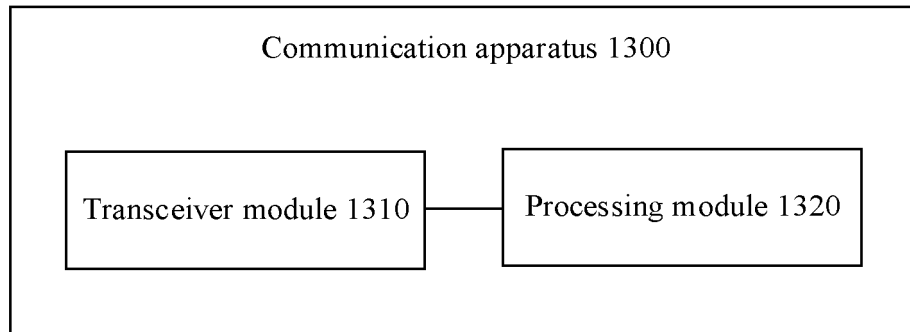 Communication apparatus 1300
Transceiver module 1310
Processing module 1320